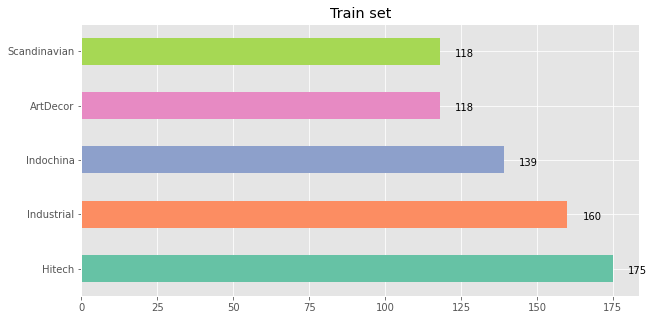 Train set
Scandinavian 118
ArtDecor 118
Indochina 139
Industrial 160
Hitech 175
0 25 50 75 100 125 150 175